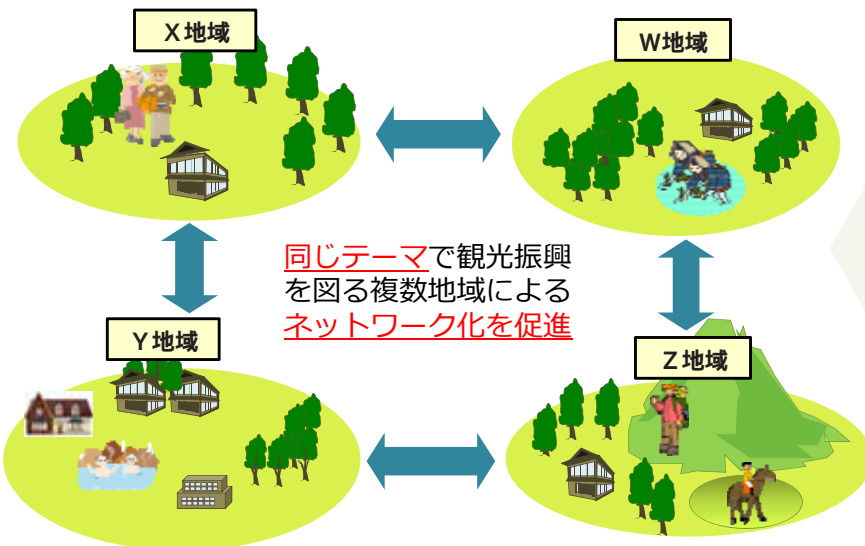 X地域
W地域
同じテーマで観光振興
を図る複数地域による
ネットワーク化を促進
Y地域
Z地域